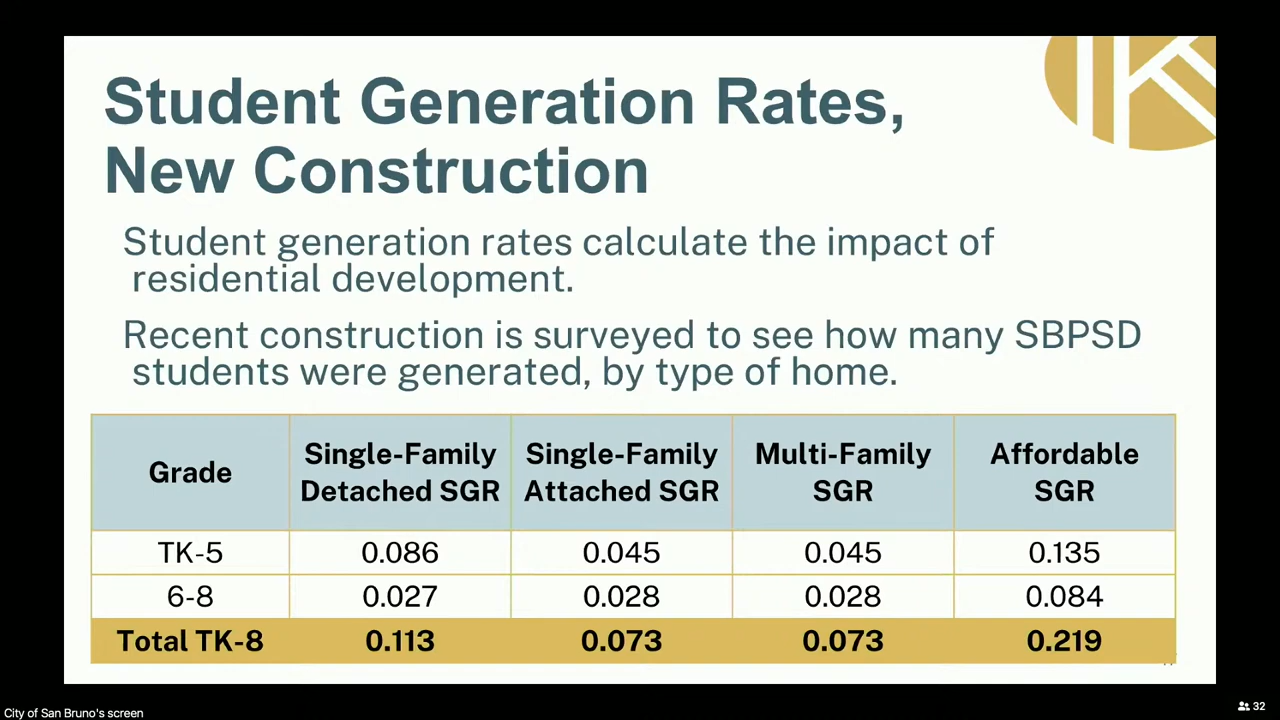 Student Generation Rates,
New Construction
Student generation rates calculate the impact of
residential development.
Recent construction is surveyed to see how many SBPSD
students were generated, by type of home.
Grade
Single-Family
Detached SGR
Single-Family
Attached SGR
Multi-Family
SGR
Affordable
SGR
TK-5 0.086 0.045 0.045 0.135
6-8 0.027 0.028 0.028 0.084
Total TK-8 0.113 0.073 0.073 0.219
City of San Bruno's screen
32